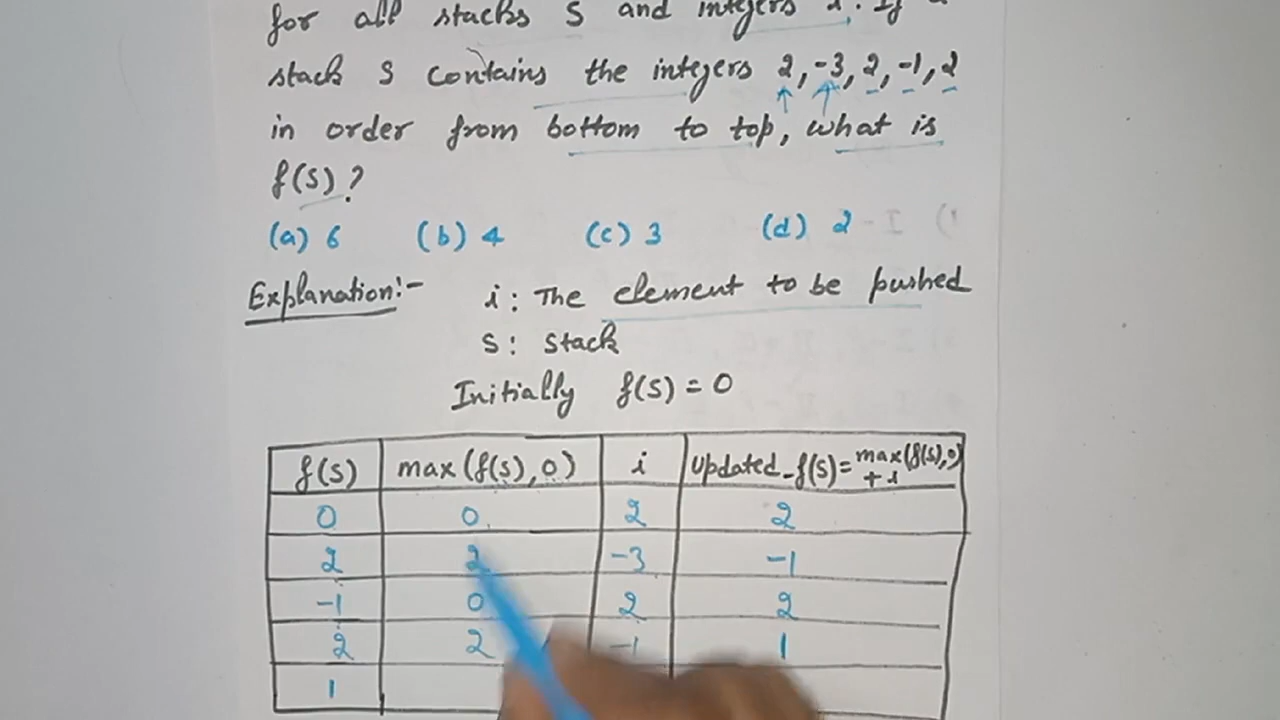 for all stacks S and integers i. If
stack S contains the integers 2, -3, 2, -1, 2
in order from bottom to top, what is
f(S)?
(a) 6 (b) 4 (c) 3 (d) 2
Explanation:- i: The element to be pushed
S: Stack
Initially f(S) = 0
f(S) max(f(S),0) i Updated_f(S)= max(f(S),0) + i
0 0 2 2
2 2 -3 -1
-1 0 2 2
2 2 -1 1
1